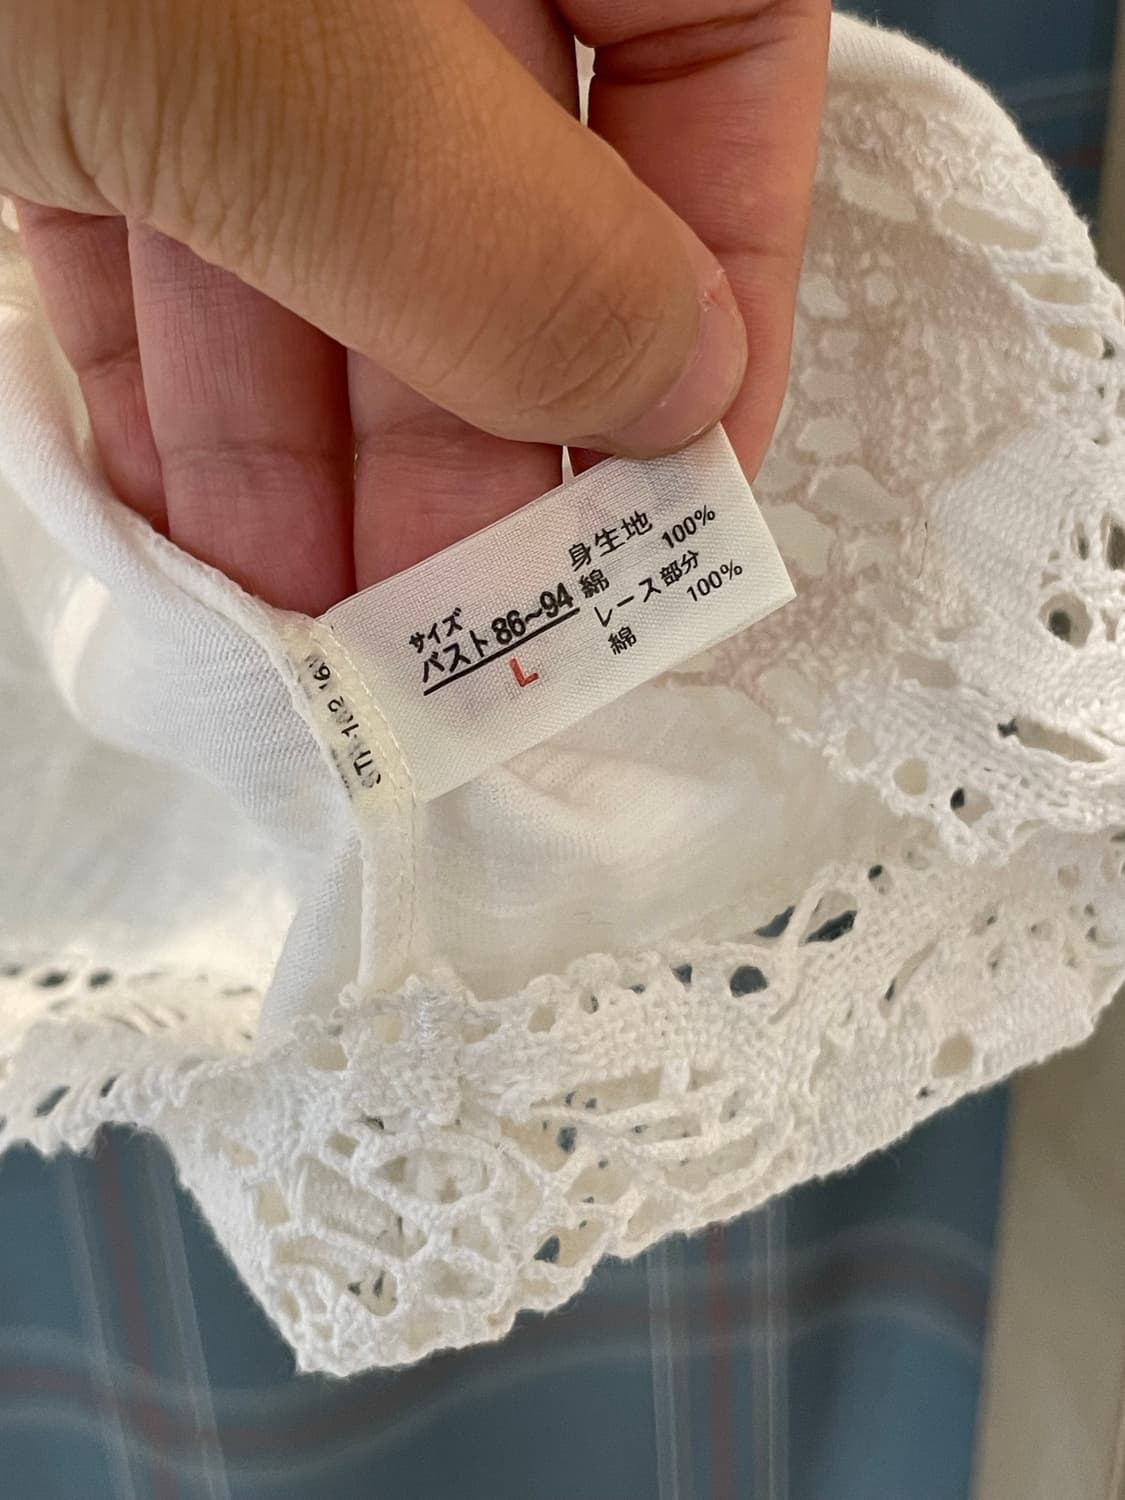 サイズ
バスト86~94
L
身生地
綿 100%
レース部分
綿 100%